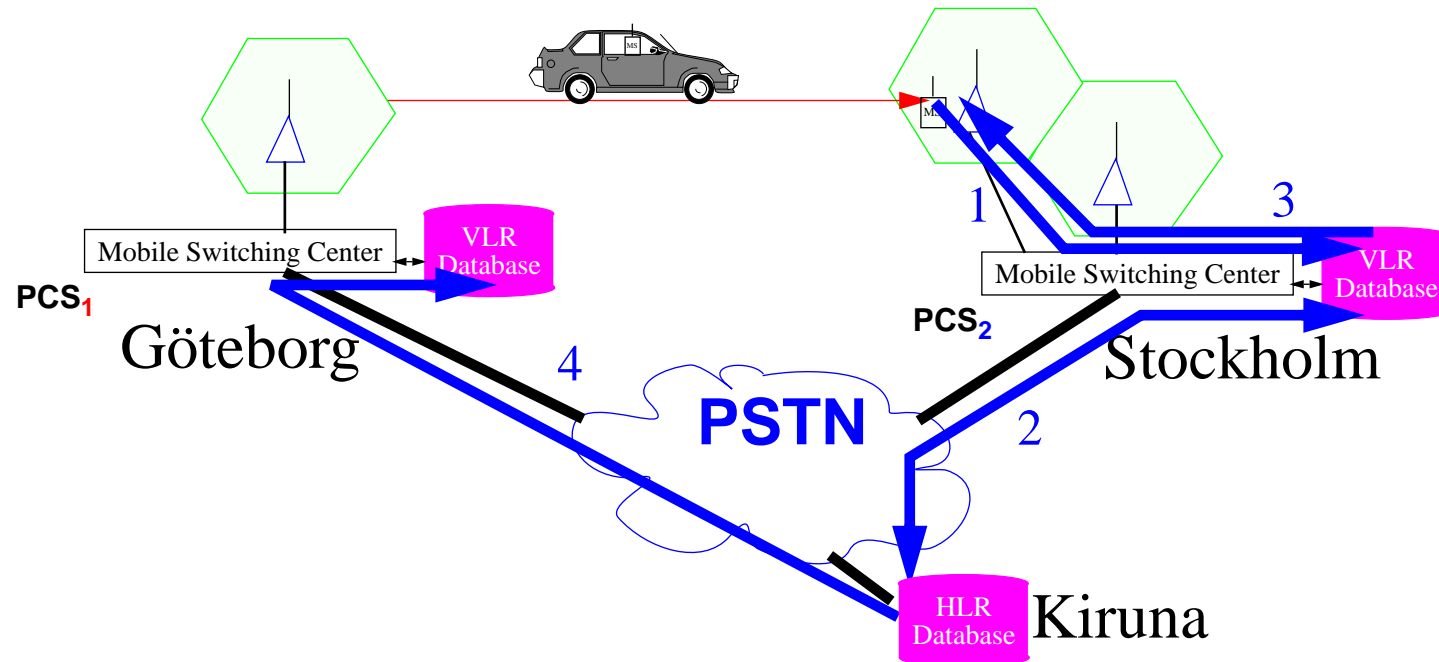 MS
MS
1
3
Mobile Switching Center
VLR
Database
Mobile Switching Center
VLR
Database
PCS1
PCS2
Göteborg
Stockholm
4
PSTN
2
HLR
Database
Kiruna